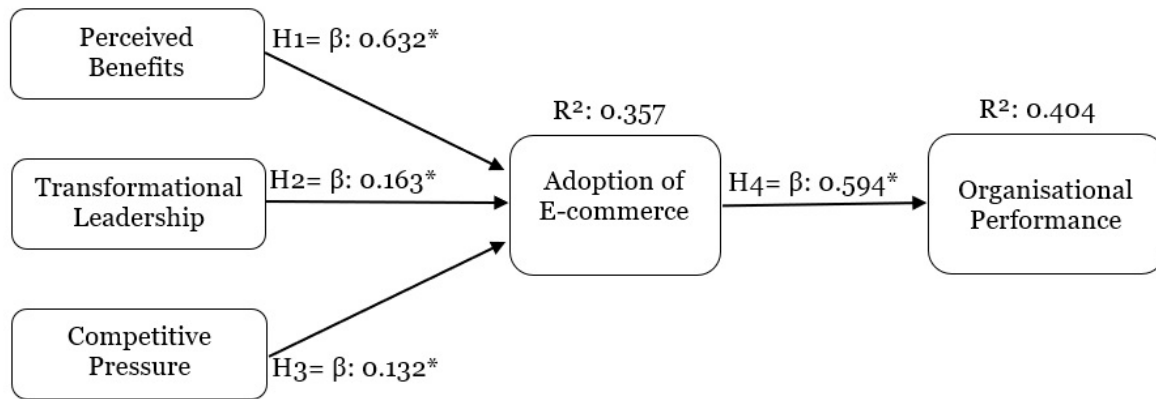 Perceived
Benefits
H1= β: 0.632*
R²: 0.357
R²: 0.404
Transformational
Leadership
H2= β: 0.163*
Adoption of
E-commerce
H4= β: 0.594*
Organisational
Performance
Competitive
Pressure
H3= β: 0.132*